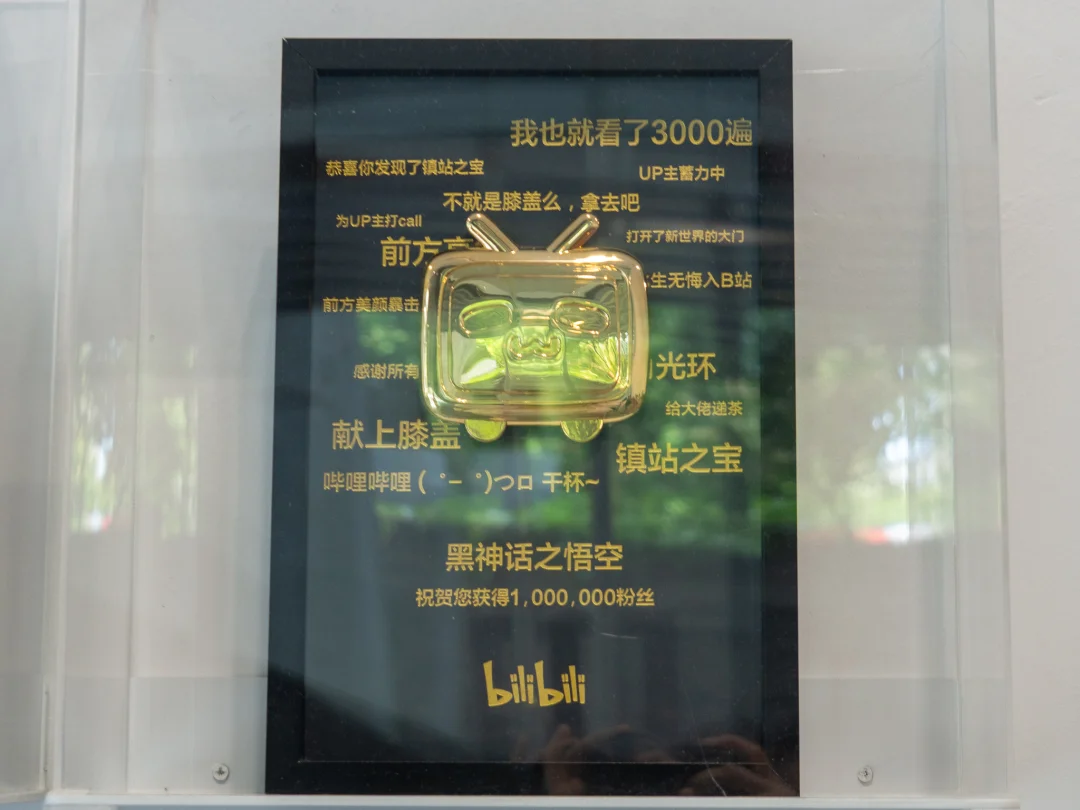 我也就看了3000遍
恭喜你发现了镇站之宝
UP主蓄力中
不就是膝盖么，拿去吧
为UP主打call
打开了新世界的大门
前方高
生无悔入B站
前方美颜暴击
感谢所有
光环
给大佬递茶
献上膝盖
镇站之宝
哔哩哔哩 ( ゜- ゜)つロ 干杯~
黑神话之悟空
祝贺您获得1,000,000粉丝
bilibili